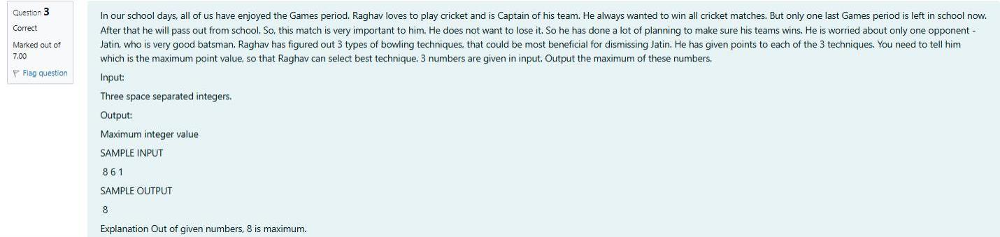 Question 3
Correct
Marked out of
7.00
Flag question
In our school days, all of us have enjoyed the Games period. Raghav loves to play cricket and is Captain of his team. He always wanted to win all cricket matches. But only one last Games period is left in school now.
After that he will pass out from school. So, this match is very important to him. He does not want to lose it. So he has done a lot of planning to make sure his teams wins. He is worried about only one opponent -
Jatin, who is very good batsman. Raghav has figured out 3 types of bowling techniques, that could be most beneficial for dismissing Jatin. He has given points to each of the 3 techniques. You need to tell him
which is the maximum point value, so that Raghav can select best technique. 3 numbers are given in input. Output the maximum of these numbers.
Input:
Three space separated integers.
Output:
Maximum integer value
SAMPLE INPUT
8 6 1
SAMPLE OUTPUT
8
Explanation Out of given numbers, 8 is maximum.